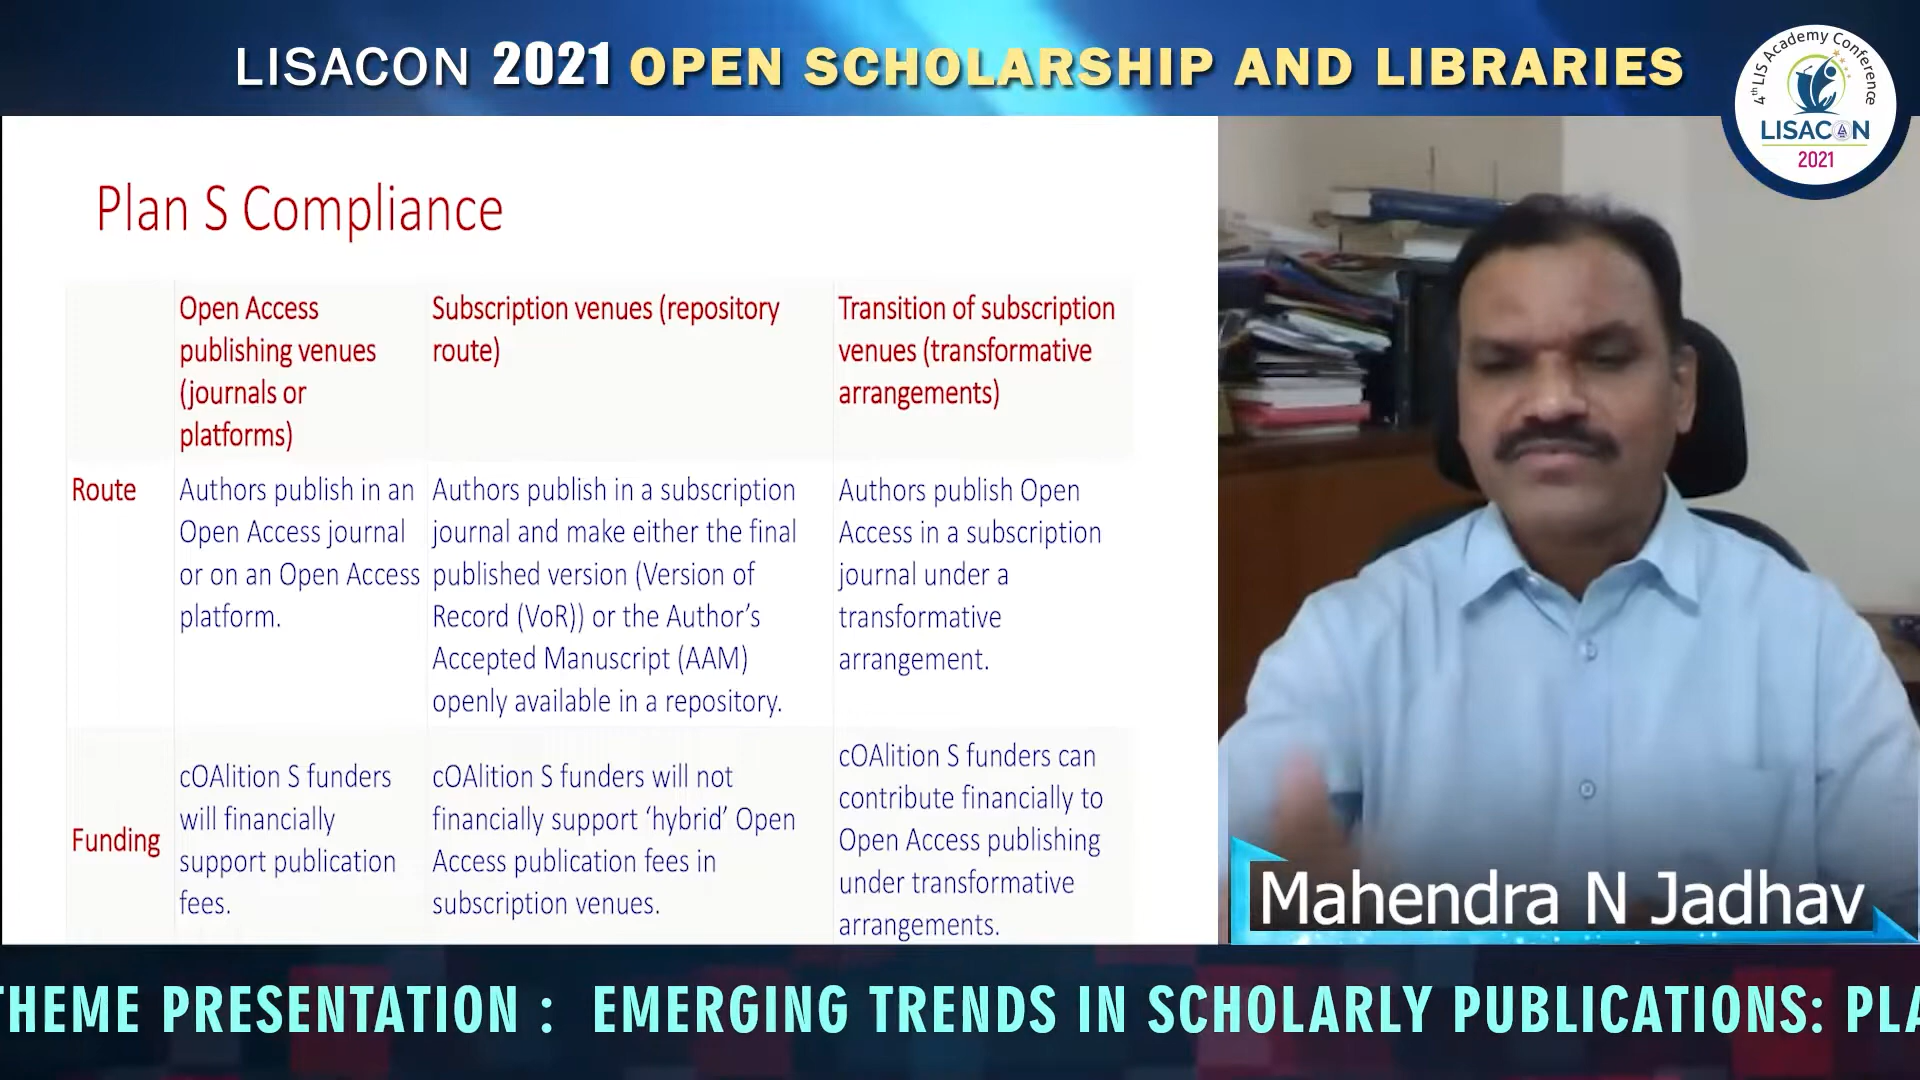 LISACON 2021 OPEN SCHOLARSHIP AND LIBRARIES
4th LIS Academy Conference
LISACON
2021
Plan S Compliance
Open Access
publishing venues
(journals or
platforms)
Subscription venues (repository
route)
Transition of subscription
venues (transformative
arrangements)
Route
Authors publish in an
Open Access journal
or on an Open Access
platform.
Authors publish in a subscription
journal and make either the final
published version (Version of
Record (VoR)) or the Author’s
Accepted Manuscript (AAM)
openly available in a repository.
Authors publish Open
Access in a subscription
journal under a
transformative
arrangement.
Funding
cOAlition S funders
will financially
support publication
fees.
cOAlition S funders will not
financially support ‘hybrid’ Open
Access publication fees in
subscription venues.
cOAlition S funders can
contribute financially to
Open Access publishing
under transformative
arrangements.
Mahendra N Jadhav
THEME PRESENTATION : EMERGING TRENDS IN SCHOLARLY PUBLICATIONS: PLA